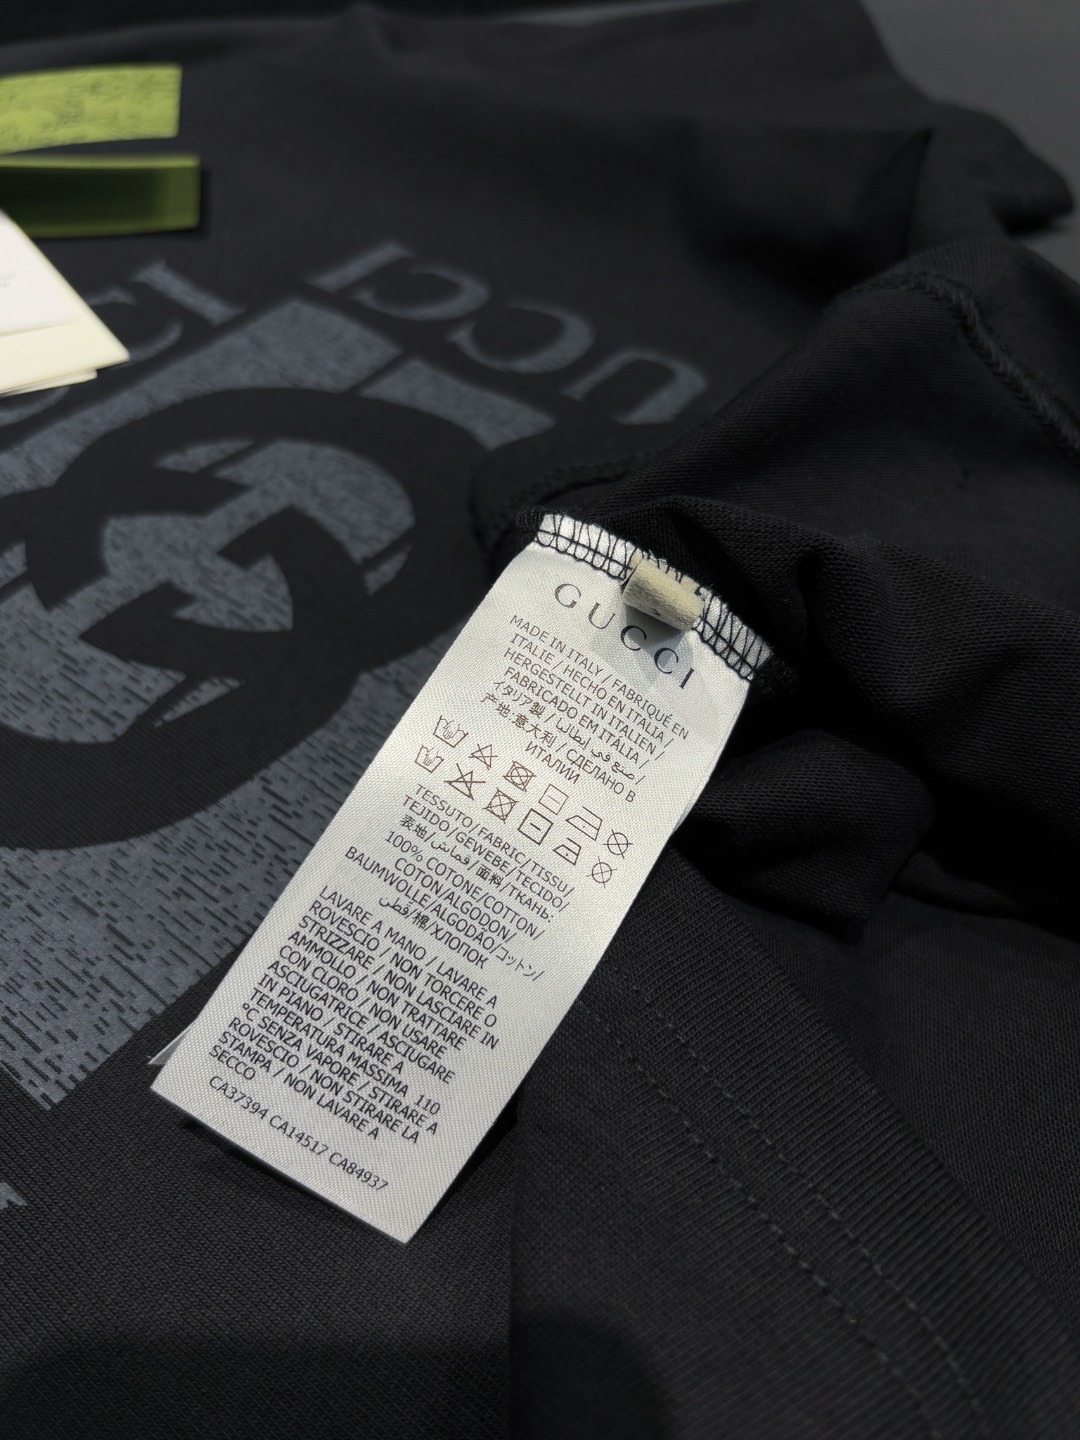 UCCI
GUCCI
MADE IN ITALY / FABRIQUÉ EN
ITALIE / HECHO EN ITALIA /
HERGESTELLT IN ITALIEN /
FABRICADO EM ITÁLIA /
イタリア製 / صنع في إيطاليا /
产地:意大利 / СДЕЛАНО В
ИТАЛИИ
TESSUTO/FABRIC/TISSU/
TEJIDO/GEWEBE/TECIDO/
表地/قماش/面料/ТКАНЬ:
100% COTONE/COTTON/
COTON/ALGODON/
BAUMWOLLE/ALGODÃO/コットン/
قطن/棉/ХЛОПОК
LAVARE A MANO / LAVARE A
ROVESCIO / NON TORCERE O
STRIZZARE / NON LASCIARE IN
AMMOLLO / NON TRATTARE
CON CLORO / NON USARE
ASCIUGATRICE / ASCIUGARE
IN PIANO / STIRARE A
TEMPERATURA MASSIMA 110
°C SENZA VAPORE / STIRARE A
ROVESCIO / NON STIRARE LA
STAMPA / NON LAVARE A
SECCO
CA37394 CA14517 CA84937